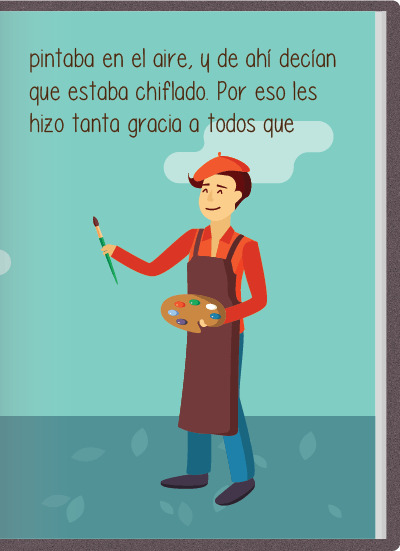 pintaba en el aire, y de ahí decían
que estaba chiflado. Por eso les
hizo tanta gracia a todos que